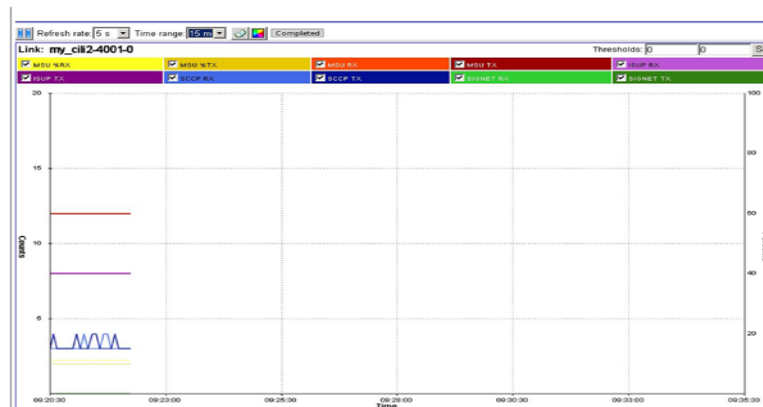 Refresh rate: 5 s Time range: 15 m Completed
Link: my_cili2-4001-0 Thresholds: 0 0
MSU %RX MSU %TX MSU RX MSU TX ISUP RX
ISUP TX SCCP RX SCCP TX SIGNET RX SIGNET TX
20 100
15 80
10 60
5 40
20
Counts
09:20:30 09:23:00 09:25:30 09:28:00 09:30:30 09:33:00 09:35:30
Time